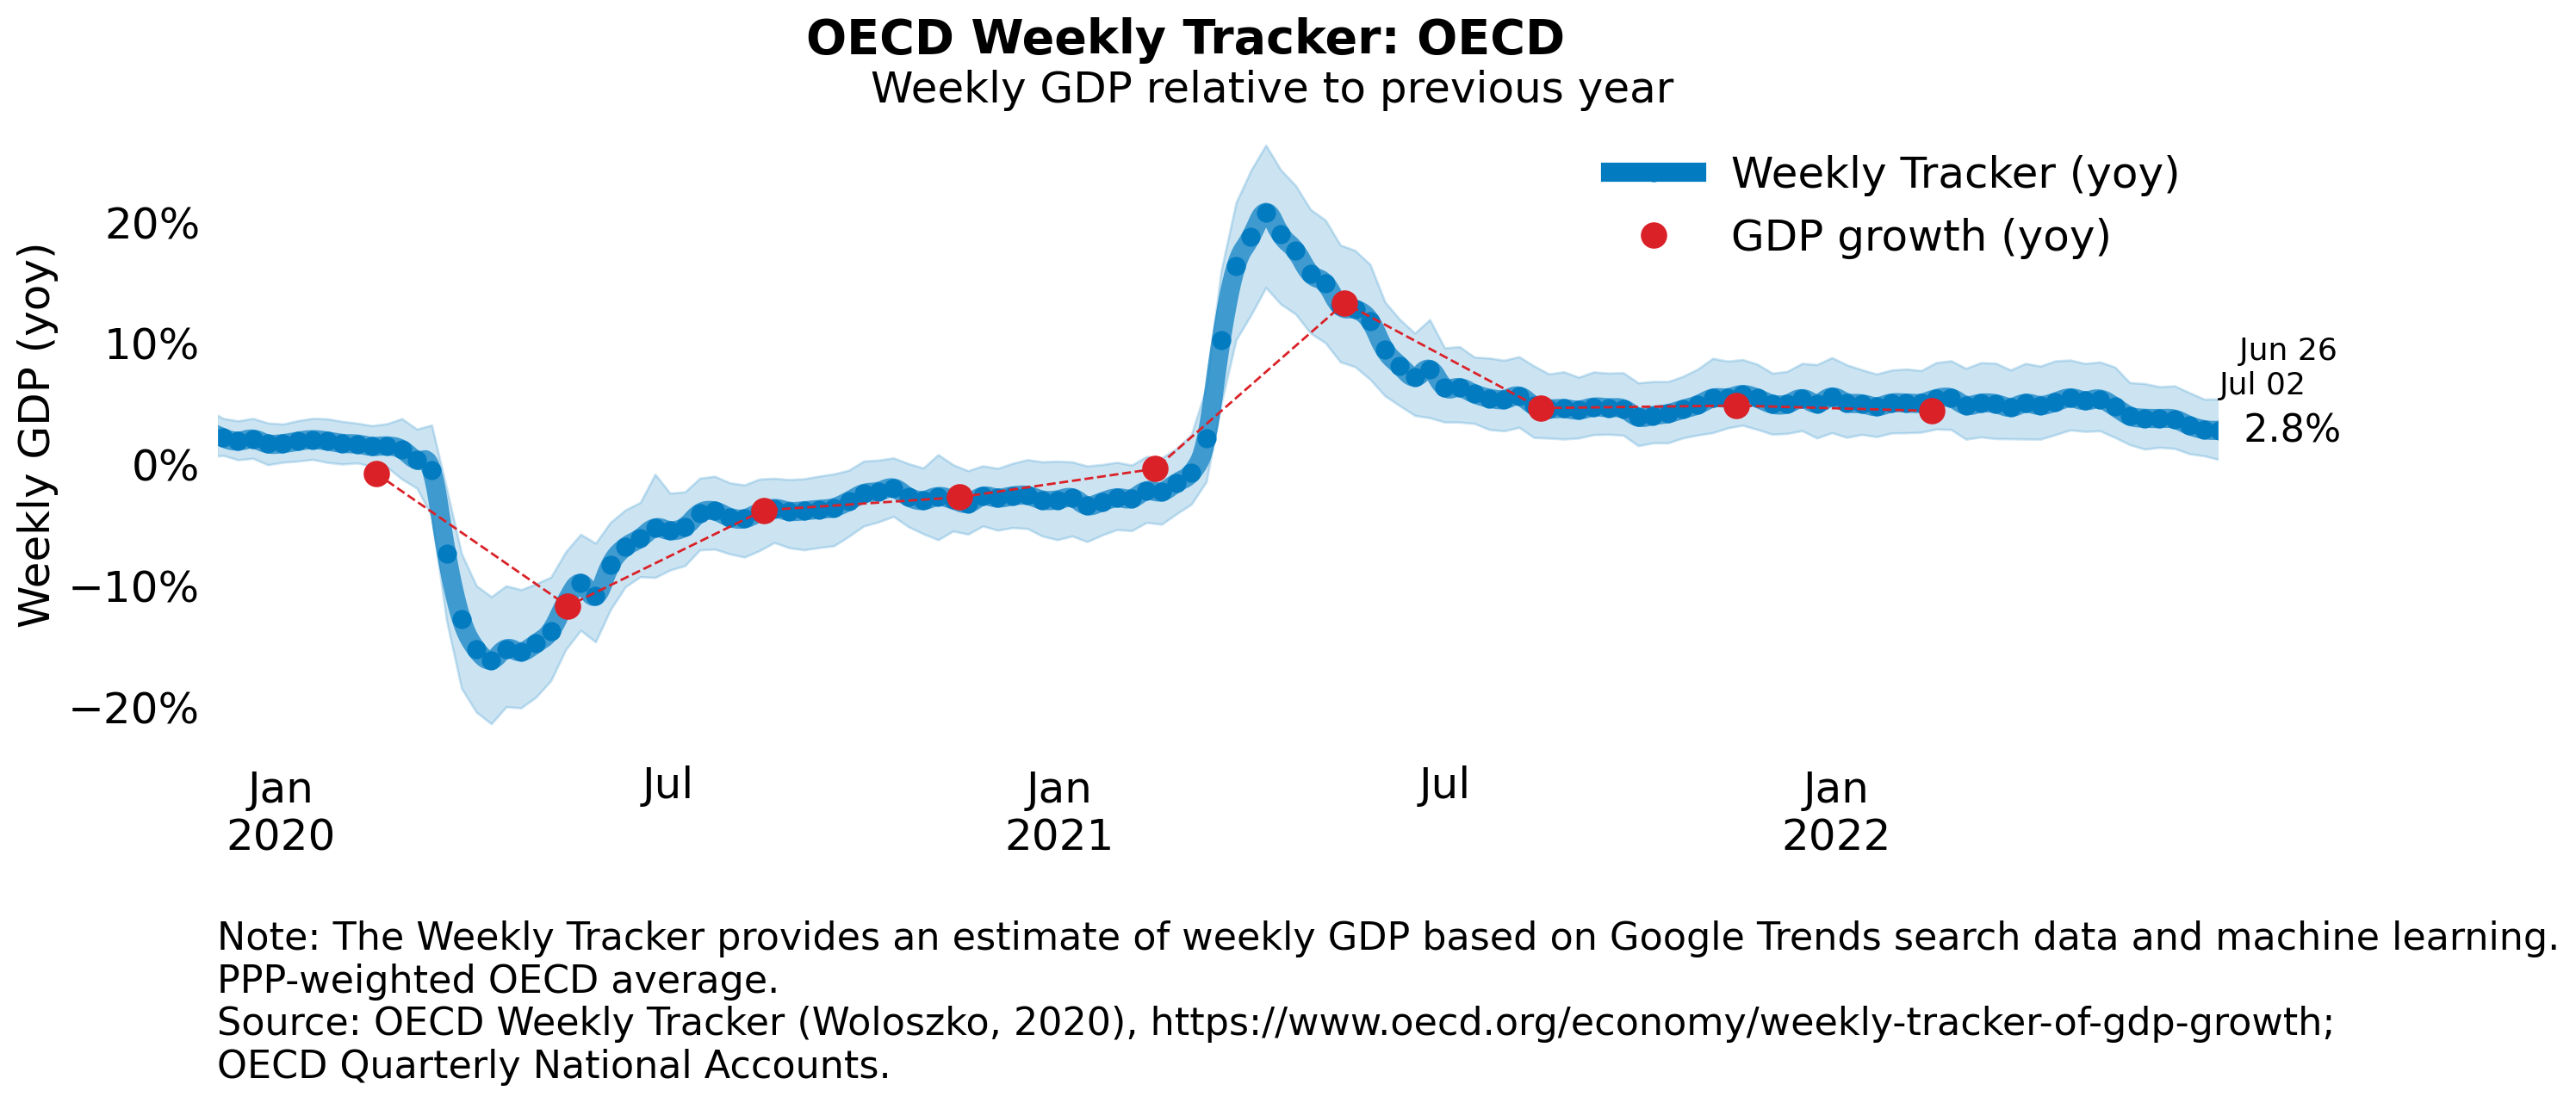 OECD Weekly Tracker: OECD
Weekly GDP relative to previous year
Weekly Tracker (yoy)
GDP growth (yoy)
Weekly GDP (yoy)
20%
10%
0%
−10%
−20%
Jun 26
Jul 02
2.8%
Jan
2020
Jul
Jan
2021
Jul
Jan
2022
Note: The Weekly Tracker provides an estimate of weekly GDP based on Google Trends search data and machine learning.
PPP-weighted OECD average.
Source: OECD Weekly Tracker (Woloszko, 2020), https://www.oecd.org/economy/weekly-tracker-of-gdp-growth;
OECD Quarterly National Accounts.